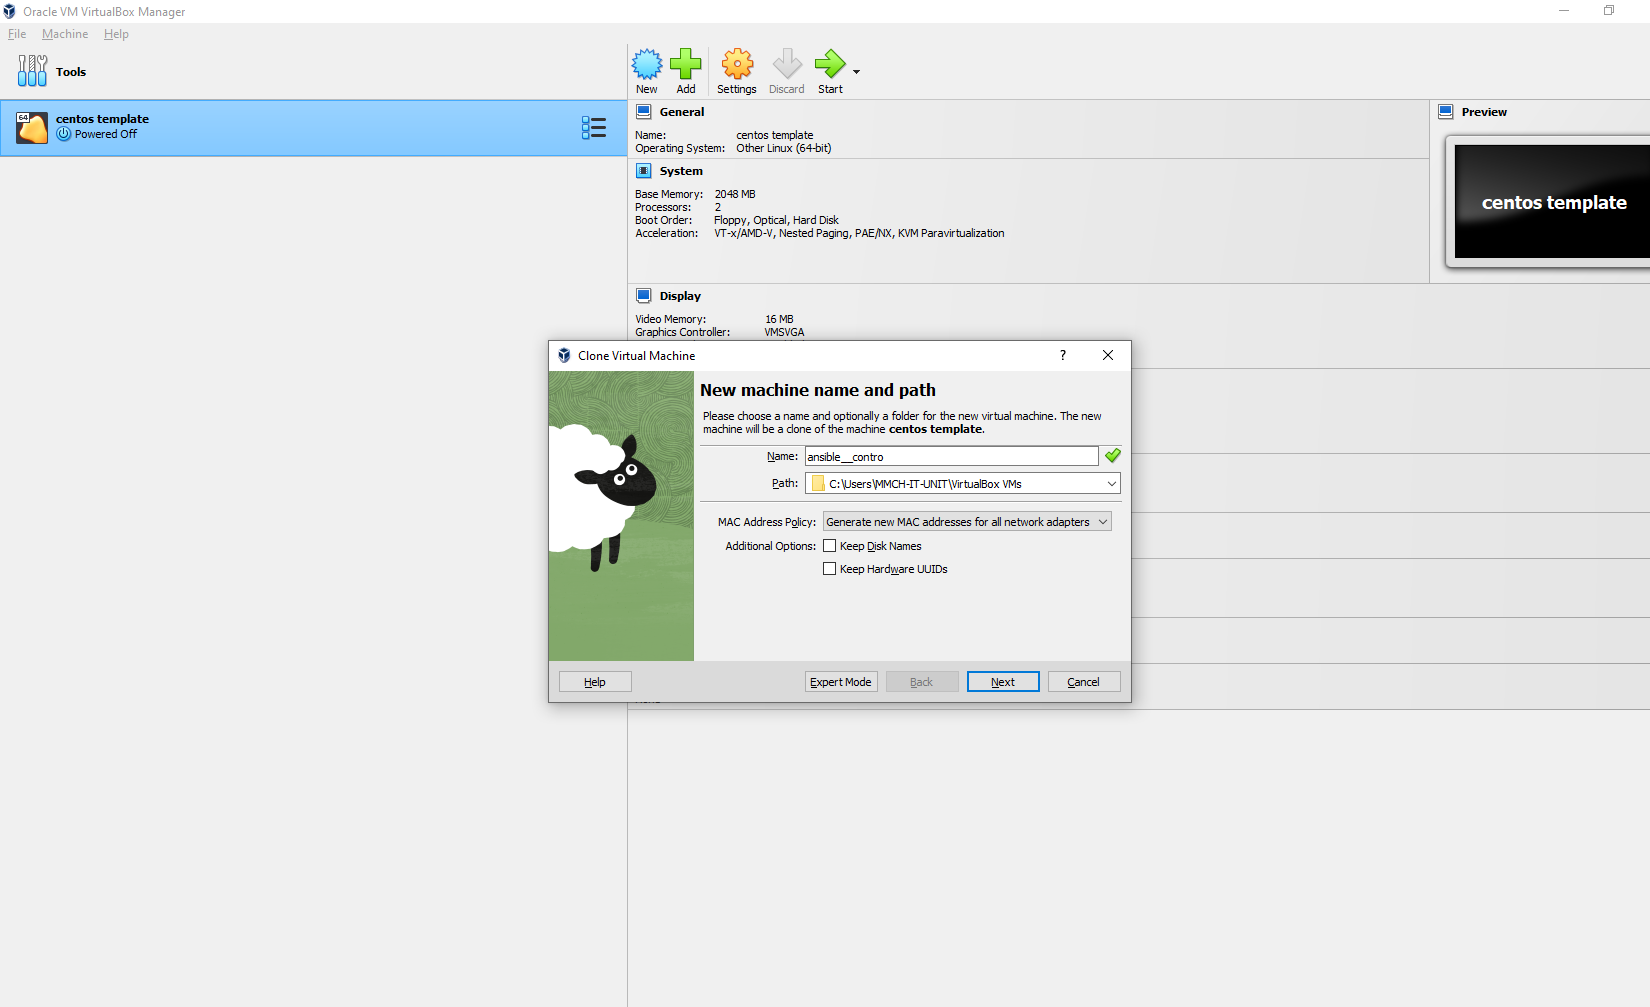 Oracle VM VirtualBox Manager
File Machine Help
Tools
New Add Settings Discard Start
64
centos template
Powered Off
General
Name: centos template
Operating System: Other Linux (64-bit)
Preview
centos template
System
Base Memory: 2048 MB
Processors: 2
Boot Order: Floppy, Optical, Hard Disk
Acceleration: VT-x/AMD-V, Nested Paging, PAE/NX, KVM Paravirtualization
Display
Video Memory: 16 MB
Graphics Controller: VMSVGA
Clone Virtual Machine ?
New machine name and path
Please choose a name and optionally a folder for the new virtual machine. The new
machine will be a clone of the machine centos template.
Name: ansible__contro
Path: C:\Users\MMCH-IT-UNIT\VirtualBox VMs
MAC Address Policy: Generate new MAC addresses for all network adapters
Additional Options: Keep Disk Names
Keep Hardware UUIDs
Help Expert Mode Back Next Cancel